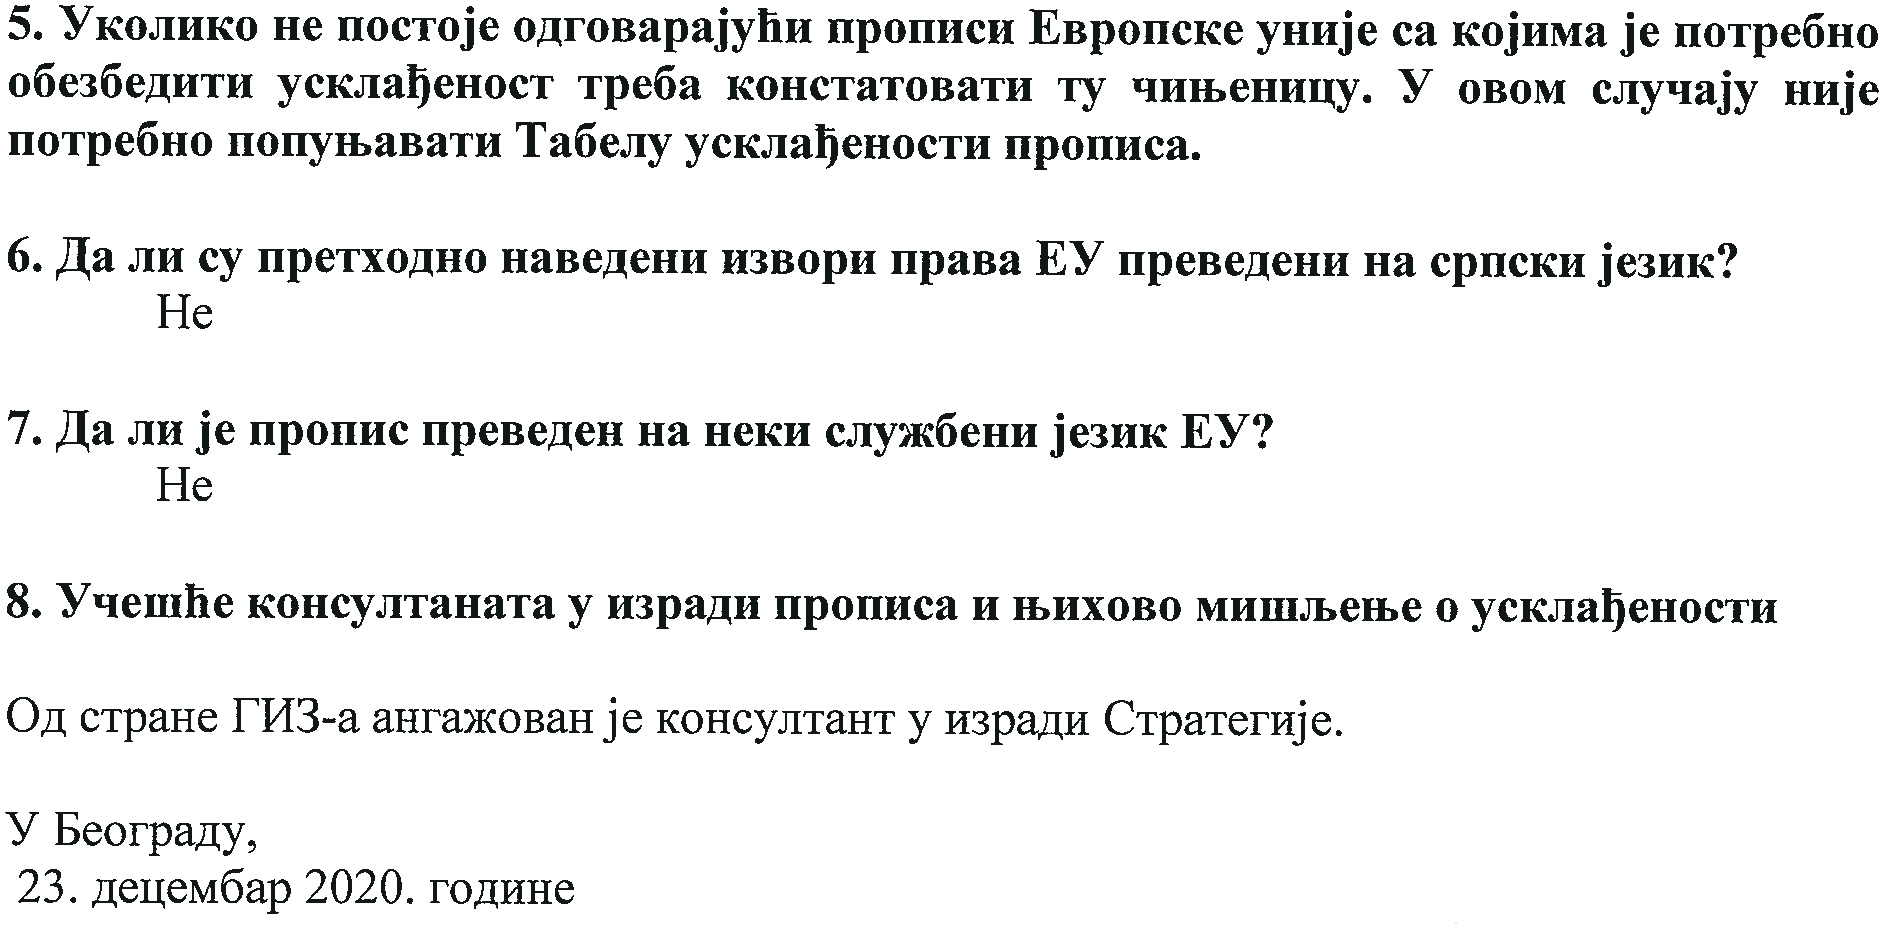 5. Уколико не постоје одговарајући прописи Европске уније са којима је потребно
обезбедити усклађеност треба констатовати ту чињеницу. У овом случају није
потребно попуњавати Табелу усклађености прописа.
6. Да ли су претходно наведени извори права ЕУ преведени на српски језик?
Не
7. Да ли је пропис преведен на неки службени језик ЕУ?
Не
8. Учешће консултаната у изради прописа и њихово мишљење о усклађености
Од стране ГИЗ-а ангажован је консултант у изради Стратегије.
У Београду,
23. децембар 2020. године